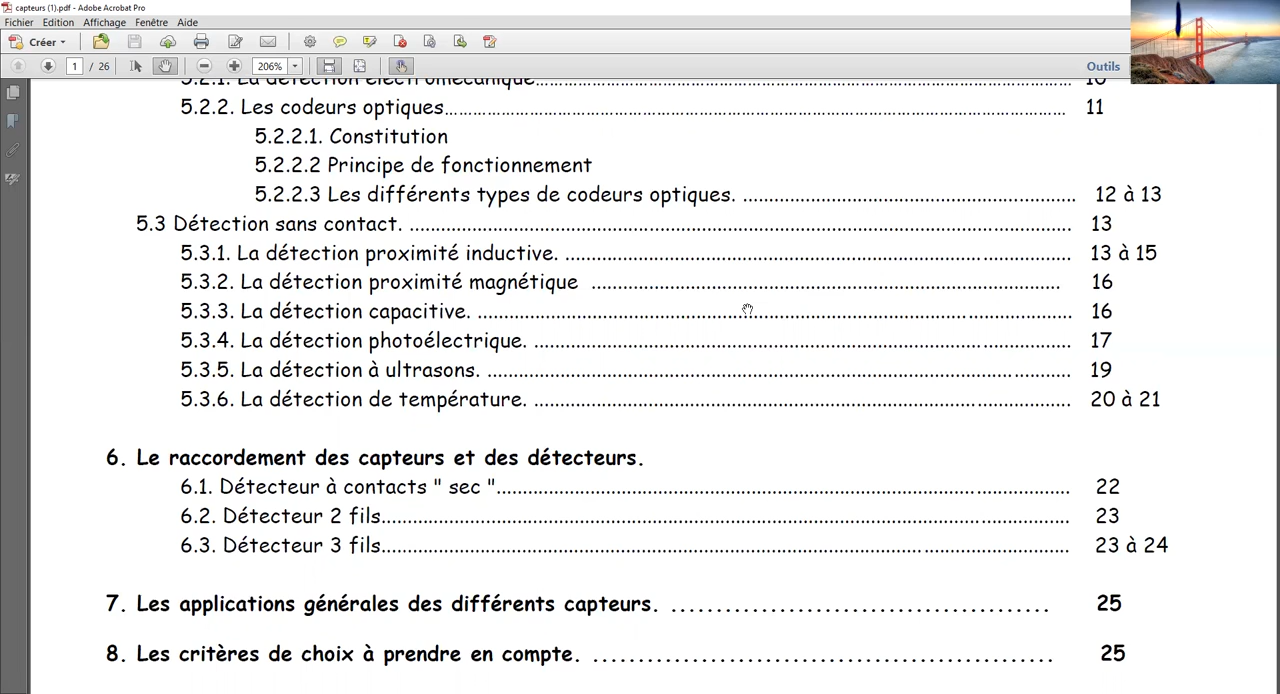 capteurs (1).pdf - Adobe Acrobat Pro
Fichier Edition Affichage Fenêtre Aide
Créer
1 / 26 206% Outils
5.2.1. La détection électromécanique.................... 10
5.2.2. Les codeurs optiques.................... 11
5.2.2.1. Constitution
5.2.2.2 Principe de fonctionnement
5.2.2.3 Les différents types de codeurs optiques. .................... 12 à 13
5.3 Détection sans contact. .................... 13
5.3.1. La détection proximité inductive. .................... 13 à 15
5.3.2. La détection proximité magnétique .................... 16
5.3.3. La détection capacitive. .................... 16
5.3.4. La détection photoélectrique. .................... 17
5.3.5. La détection à ultrasons. .................... 19
5.3.6. La détection de température. .................... 20 à 21
6. Le raccordement des capteurs et des détecteurs.
6.1. Détecteur à contacts " sec ".................... 22
6.2. Détecteur 2 fils.................... 23
6.3. Détecteur 3 fils.................... 23 à 24
7. Les applications générales des différents capteurs. .................... 25
8. Les critères de choix à prendre en compte. .................... 25